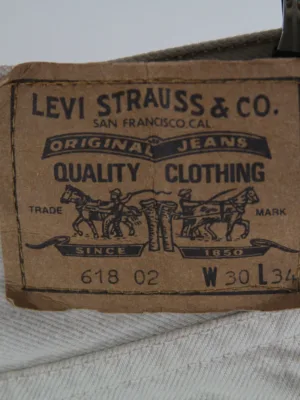 LEVI STRAUSS & CO.
SAN FRANCISCO, CAL
ORIGINAL JEANS
QUALITY CLOTHING
TRADE MARK
SINCE 1850
618 02 W 30 L 34